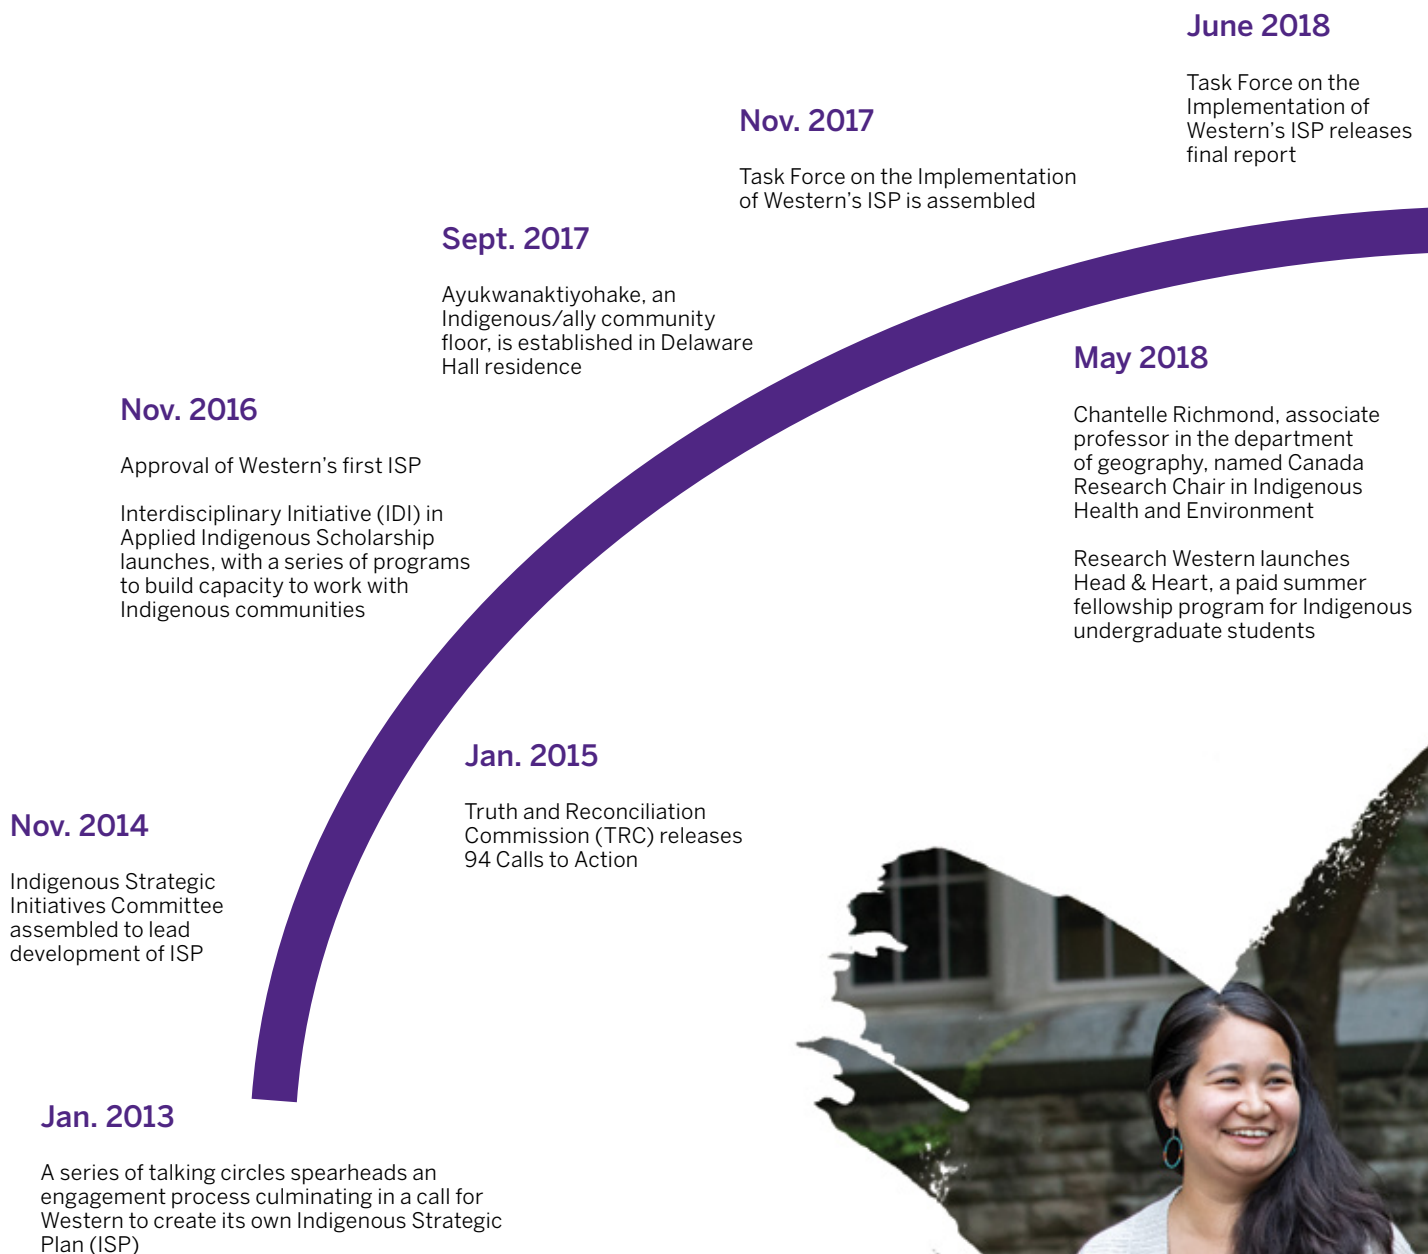 June 2018
Task Force on the
Implementation of
Western's ISP releases
final report
Nov. 2017
Task Force on the Implementation
of Western's ISP is assembled
Sept. 2017
Ayukwanaktiyohake, an
Indigenous/ally community
floor, is established in Delaware
Hall residence
May 2018
Chantelle Richmond, associate
professor in the department
of geography, named Canada
Research Chair in Indigenous
Health and Environment
Research Western launches
Head & Heart, a paid summer
fellowship program for Indigenous
undergraduate students
Nov. 2016
Approval of Western's first ISP
Interdisciplinary Initiative (IDI) in
Applied Indigenous Scholarship
launches, with a series of programs
to build capacity to work with
Indigenous communities
Jan. 2015
Truth and Reconciliation
Commission (TRC) releases
94 Calls to Action
Nov. 2014
Indigenous Strategic
Initiatives Committee
assembled to lead
development of ISP
Jan. 2013
A series of talking circles spearheads an
engagement process culminating in a call for
Western to create its own Indigenous Strategic
Plan (ISP)